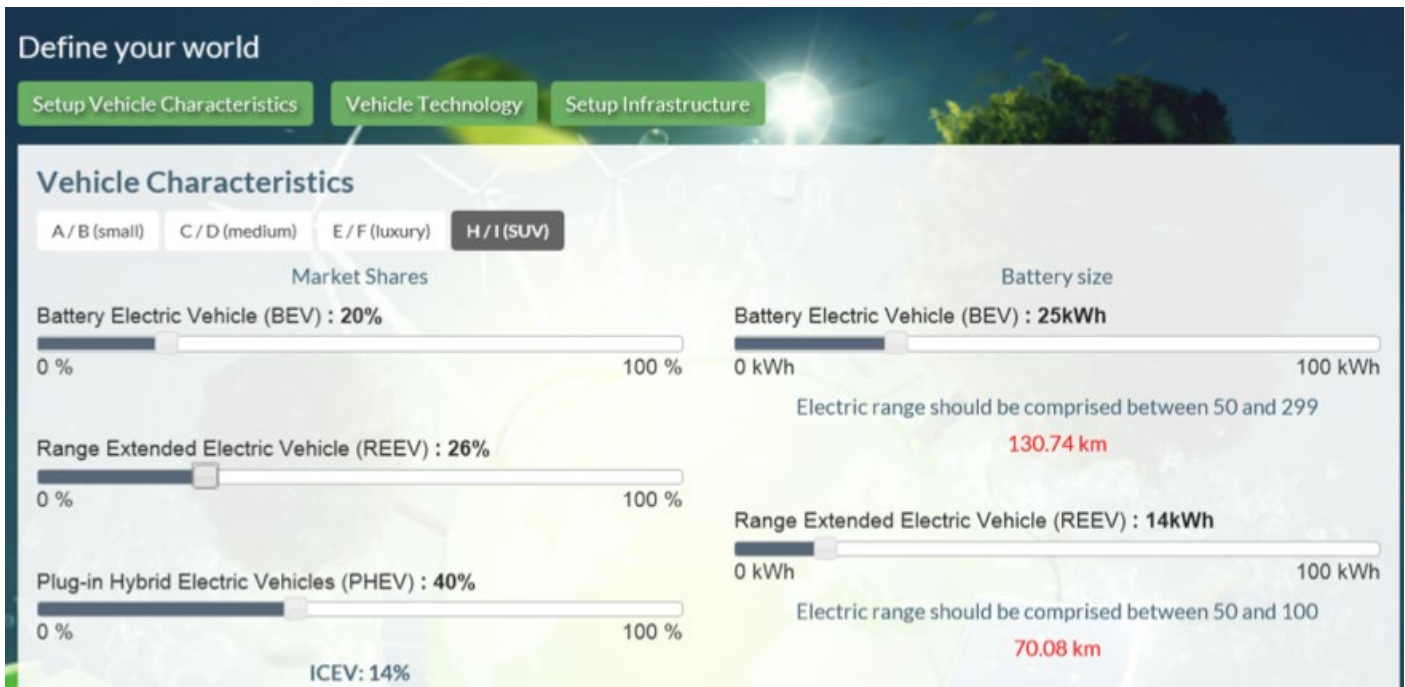 Define your world
Setup Vehicle Characteristics Vehicle Technology Setup Infrastructure
Vehicle Characteristics
A / B (small) C / D (medium) E / F (luxury) H / I (SUV)
Market Shares
Battery Electric Vehicle (BEV) : 20%
0 % 100 %
Range Extended Electric Vehicle (REEV) : 26%
0 % 100 %
Plug-in Hybrid Electric Vehicles (PHEV) : 40%
0 % 100 %
ICEV: 14%
Battery size
Battery Electric Vehicle (BEV) : 25kWh
0 kWh 100 kWh
Electric range should be comprised between 50 and 299
130.74 km
Range Extended Electric Vehicle (REEV) : 14kWh
0 kWh 100 kWh
Electric range should be comprised between 50 and 100
70.08 km